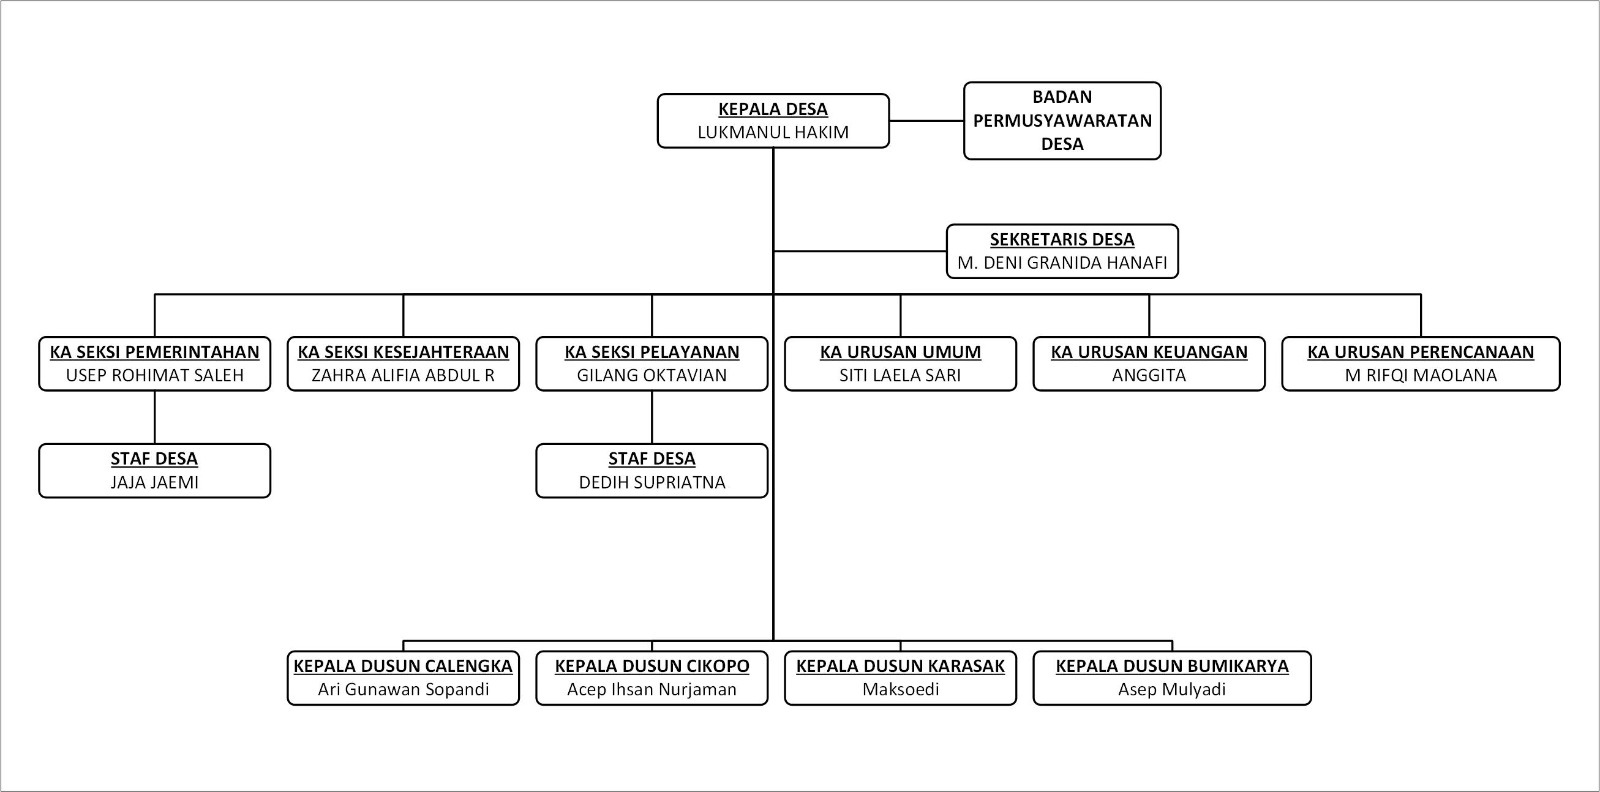 KEPALA DESA
LUKMANUL HAKIM
BADAN
PERMUSYAWARATAN
DESA
SEKRETARIS DESA
M. DENI GRANIDA HANAFI
KA SEKSI PEMERINTAHAN
USEP ROHIMAT SALEH
KA SEKSI KESEJAHTERAAN
ZAHRA ALIFIA ABDUL R
KA SEKSI PELAYANAN
GILANG OKTAVIAN
KA URUSAN UMUM
SITI LAELA SARI
KA URUSAN KEUANGAN
ANGGITA
KA URUSAN PERENCANAAN
M RIFQI MAOLANA
STAF DESA
JAJA JAEMI
STAF DESA
DEDIH SUPRIATNA
KEPALA DUSUN CALENGKA
Ari Gunawan Sopandi
KEPALA DUSUN CIKOPO
Acep Ihsan Nurjaman
KEPALA DUSUN KARASAK
Maksoedi
KEPALA DUSUN BUMIKARYA
Asep Mulyadi